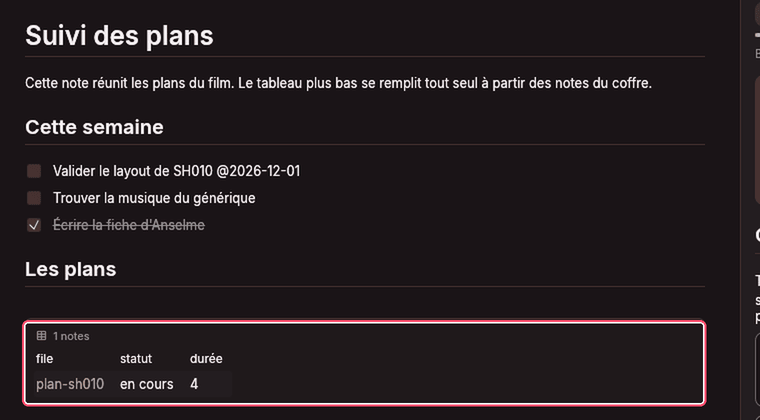 Suivi des plans
Cette note réunit les plans du film. Le tableau plus bas se remplit tout seul à partir des notes du coffre.
Cette semaine
Valider le layout de SH010 @2026-12-01
Trouver la musique du générique
Écrire la fiche d'Anselme
Les plans
1 notes
file statut durée
plan-sh010 en cours 4